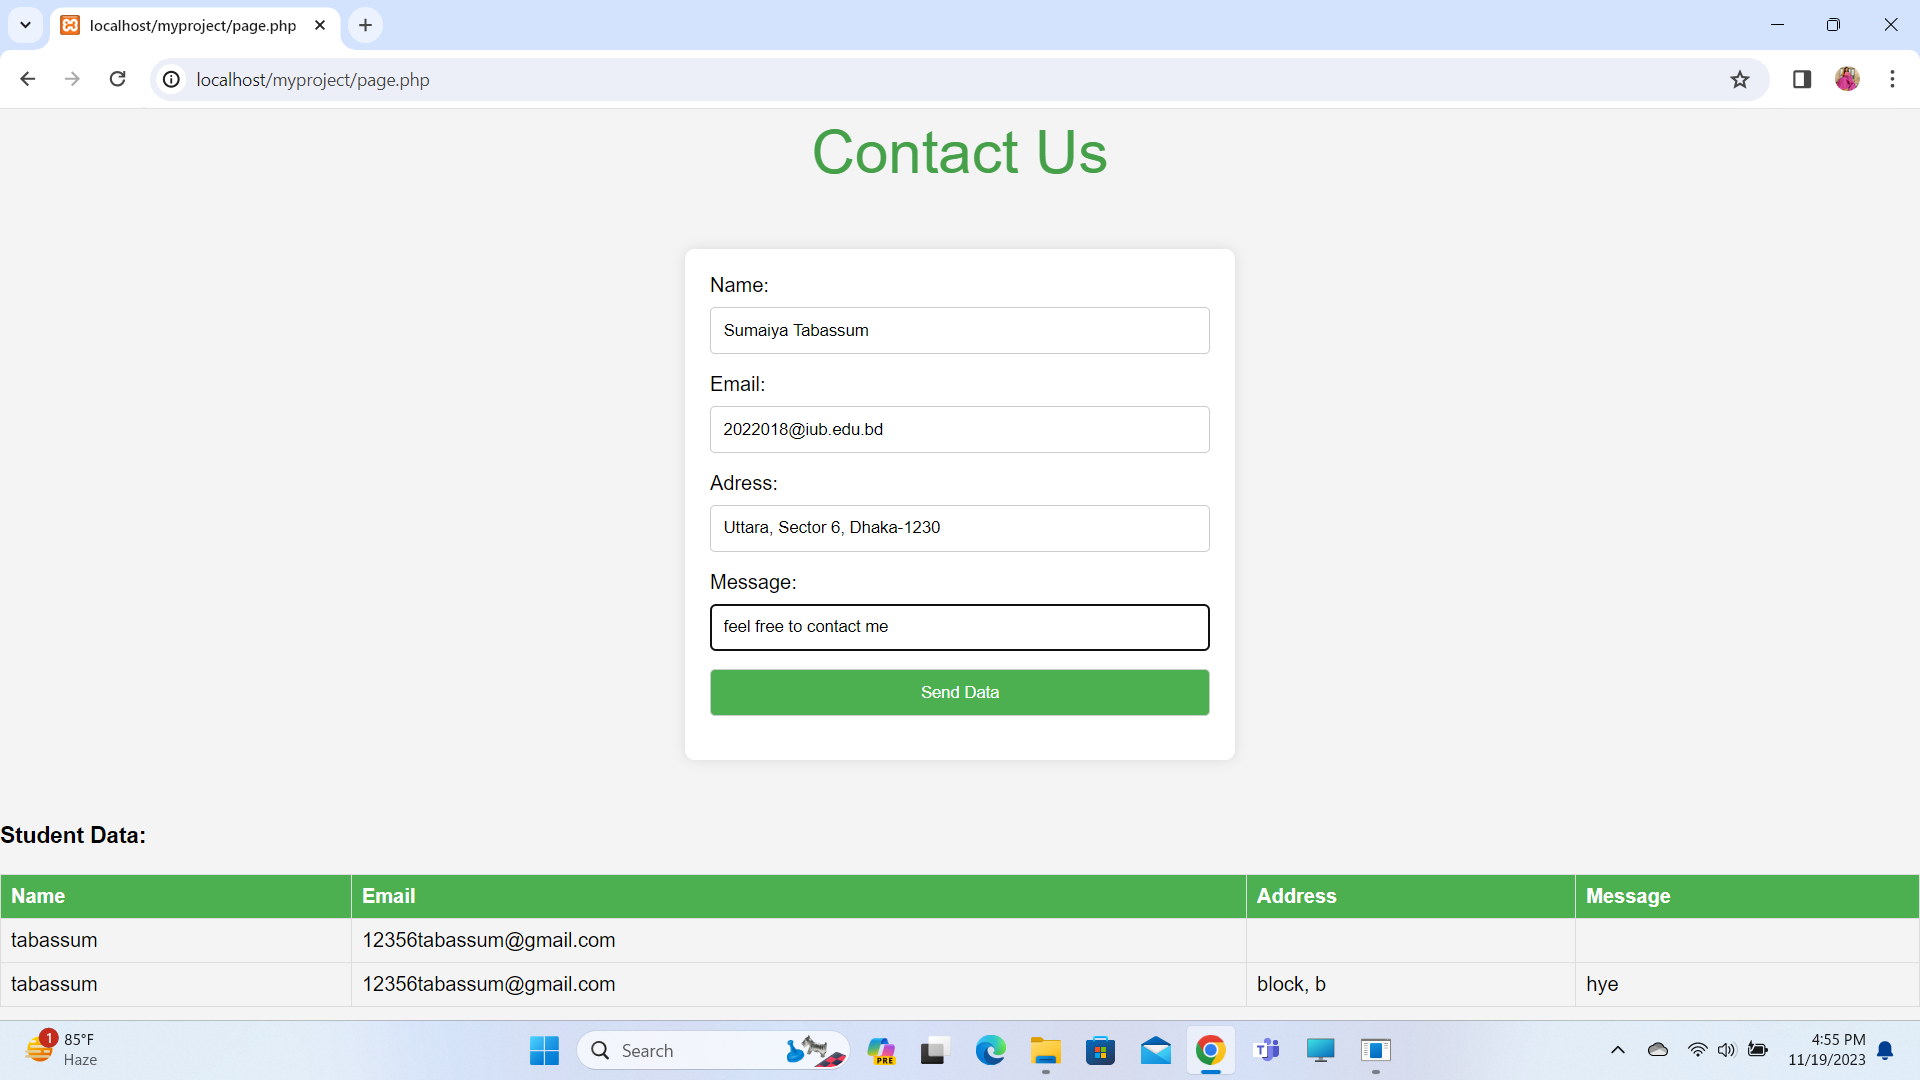 localhost/myproject/page.php
localhost/myproject/page.php
Contact Us
Name:
Sumaiya Tabassum
Email:
2022018@iub.edu.bd
Adress:
Uttara, Sector 6, Dhaka-1230
Message:
feel free to contact me
Send Data
Student Data:
Name Email Address Message
tabassum 12356tabassum@gmail.com
tabassum 12356tabassum@gmail.com block, b hye
1
85°F
Haze
Search
PRE
4:55 PM
11/19/2023